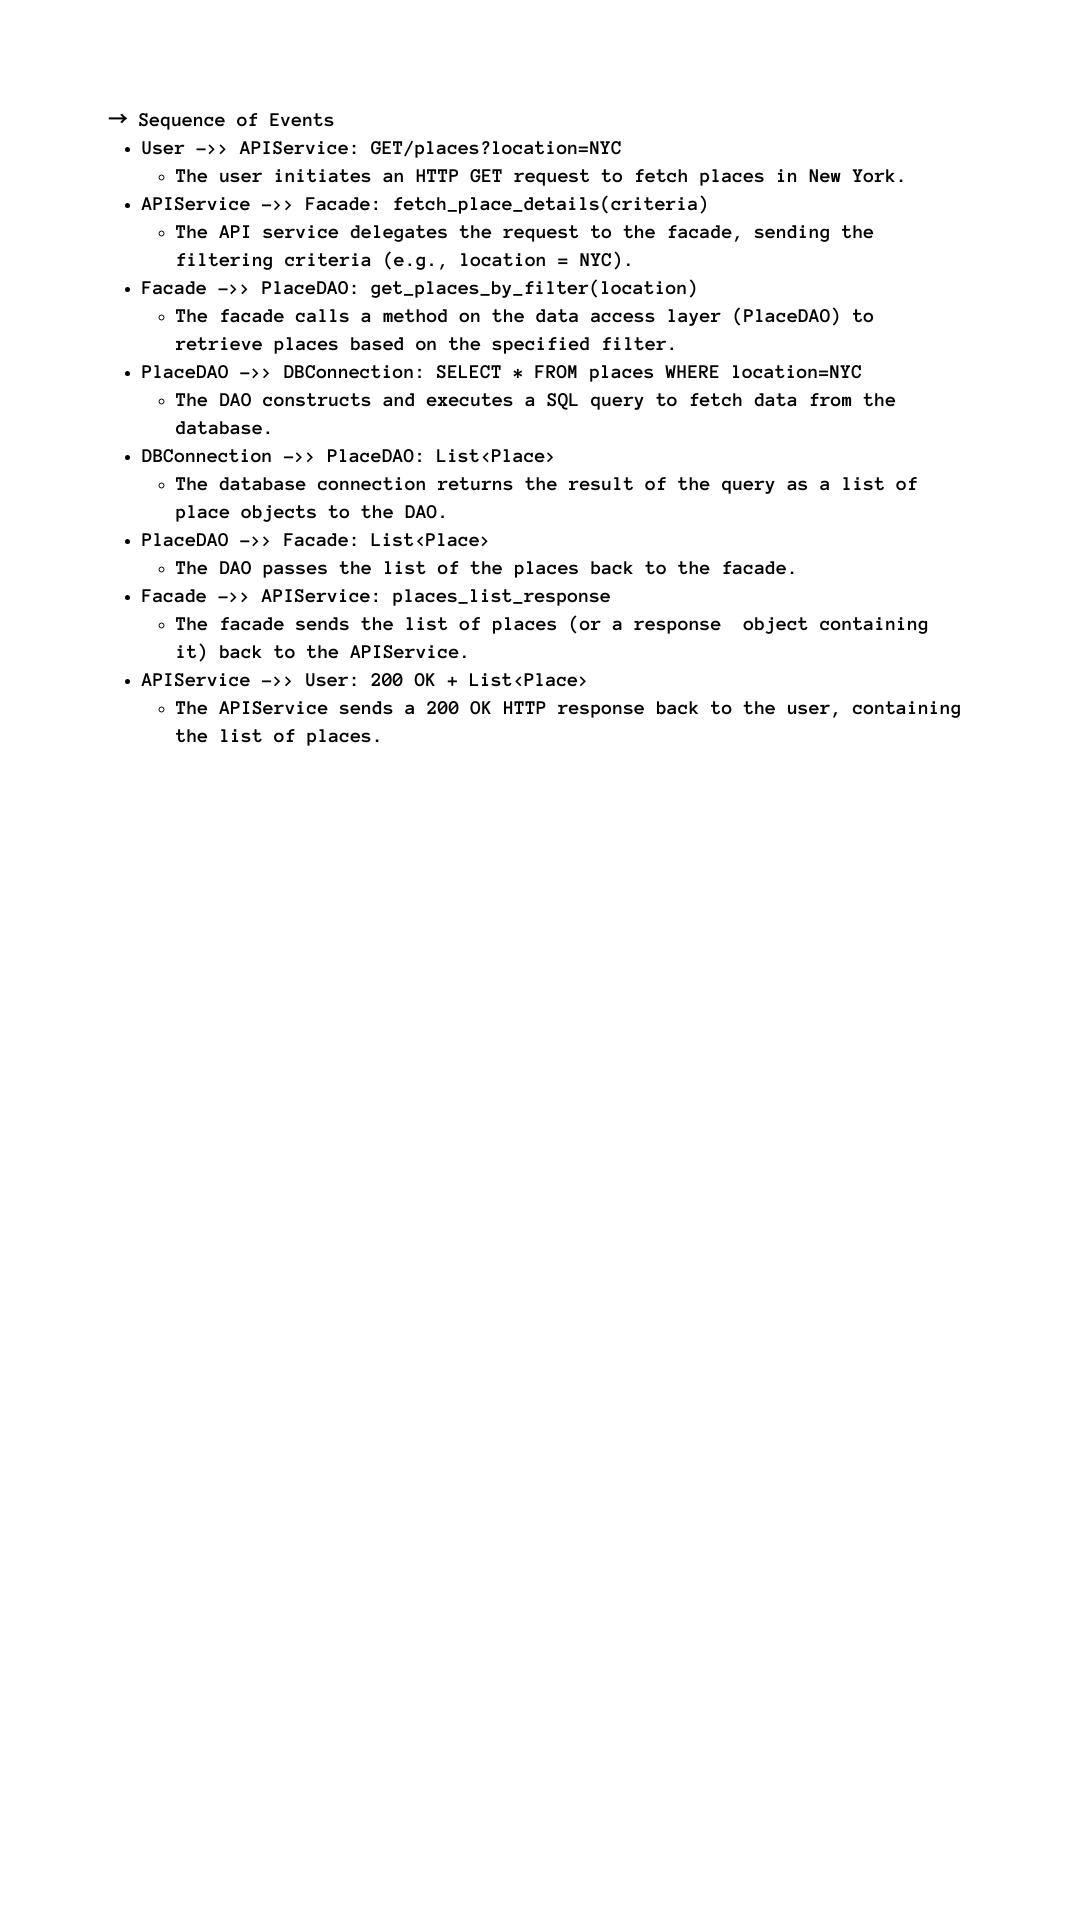 → Sequence of Events
• User ->> APIService: GET/places?location=NYC
◦ The user initiates an HTTP GET request to fetch places in New York.
• APIService ->> Facade: fetch_place_details(criteria)
◦ The API service delegates the request to the facade, sending the
filtering criteria (e.g., location = NYC).
• Facade ->> PlaceDAO: get_places_by_filter(location)
◦ The facade calls a method on the data access layer (PlaceDAO) to
retrieve places based on the specified filter.
• PlaceDAO ->> DBConnection: SELECT * FROM places WHERE location=NYC
◦ The DAO constructs and executes a SQL query to fetch data from the
database.
• DBConnection ->> PlaceDAO: List<Place>
◦ The database connection returns the result of the query as a list of
place objects to the DAO.
• PlaceDAO ->> Facade: List<Place>
◦ The DAO passes the list of the places back to the facade.
• Facade ->> APIService: places_list_response
◦ The facade sends the list of places (or a response  object containing
it) back to the APIService.
• APIService ->> User: 200 OK + List<Place>
◦ The APIService sends a 200 OK HTTP response back to the user, containing
the list of places.